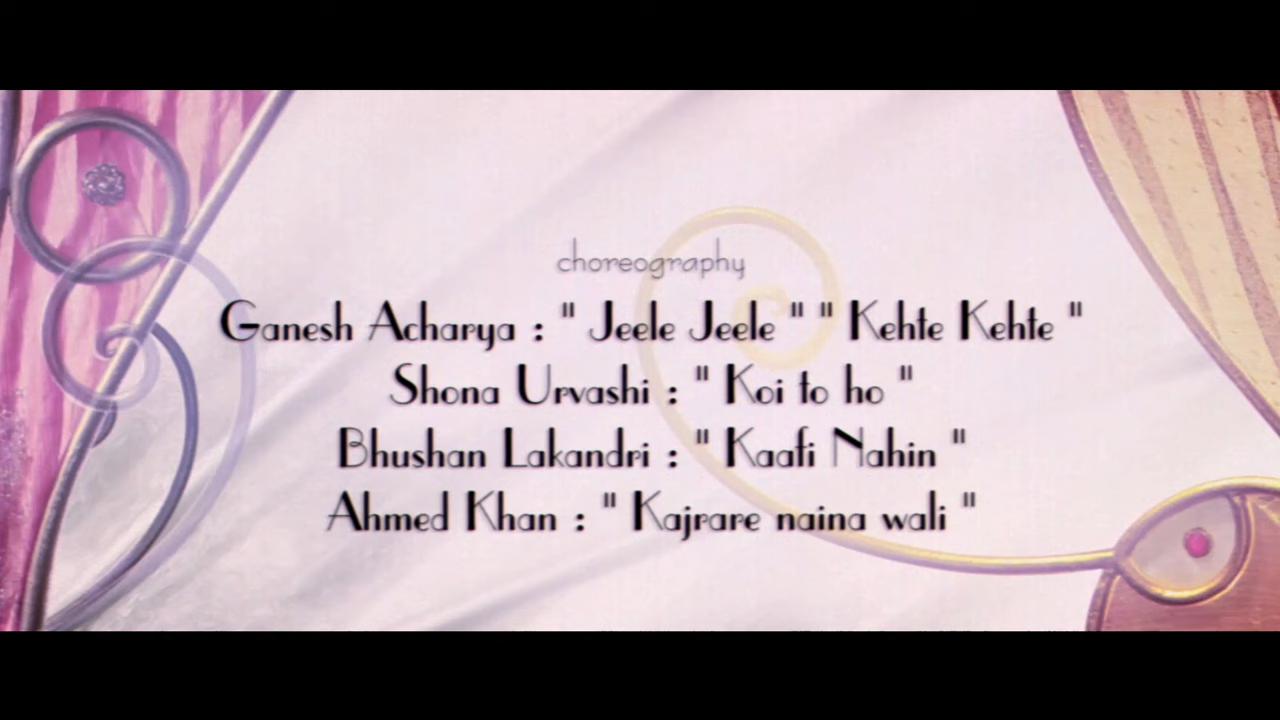 choreography
Ganesh Acharya : " Jeele Jeele " " Kehte Kehte "
Shona Urvashi : " Koi to ho "
Bhushan Lakandri : " Kaafi Nahin "
Ahmed Khan : " Kajrare naina wali "